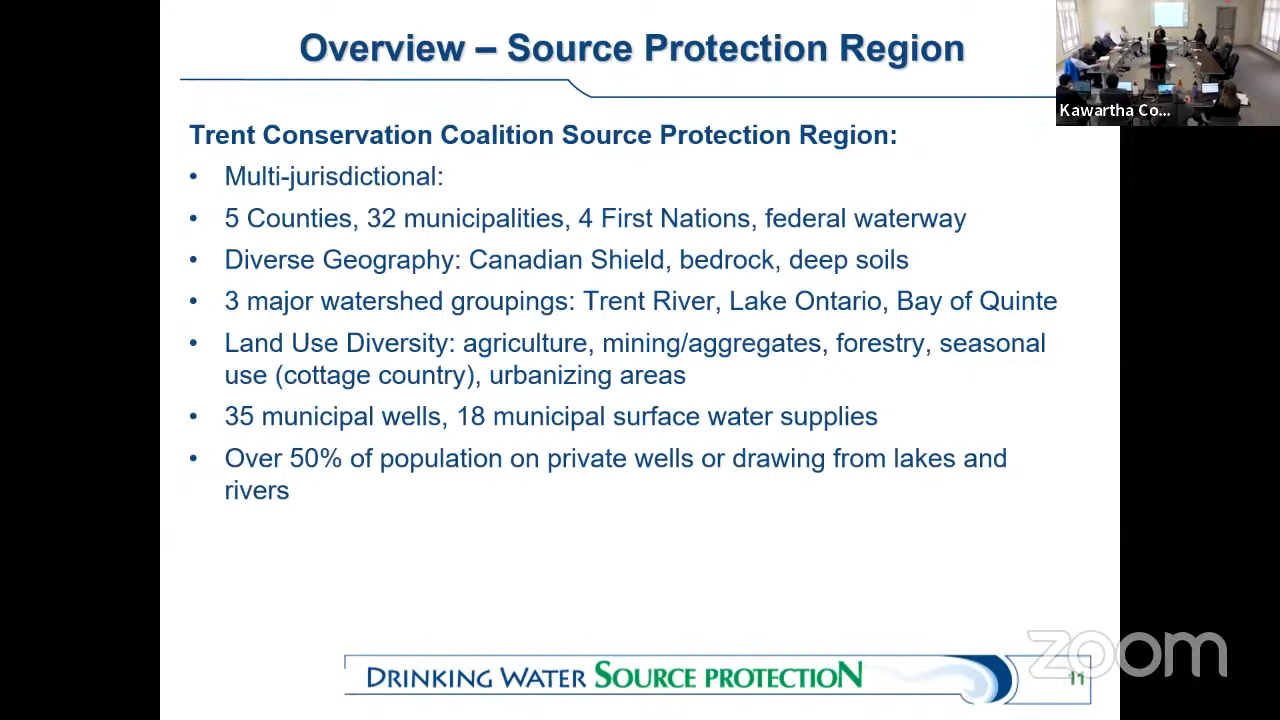 Overview – Source Protection Region
Kawartha Co...
Trent Conservation Coalition Source Protection Region:
• Multi-jurisdictional:
• 5 Counties, 32 municipalities, 4 First Nations, federal waterway
• Diverse Geography: Canadian Shield, bedrock, deep soils
• 3 major watershed groupings: Trent River, Lake Ontario, Bay of Quinte
• Land Use Diversity: agriculture, mining/aggregates, forestry, seasonal
use (cottage country), urbanizing areas
• 35 municipal wells, 18 municipal surface water supplies
• Over 50% of population on private wells or drawing from lakes and
rivers
DRINKING WATER SOURCE PROTECTION
11
zoom